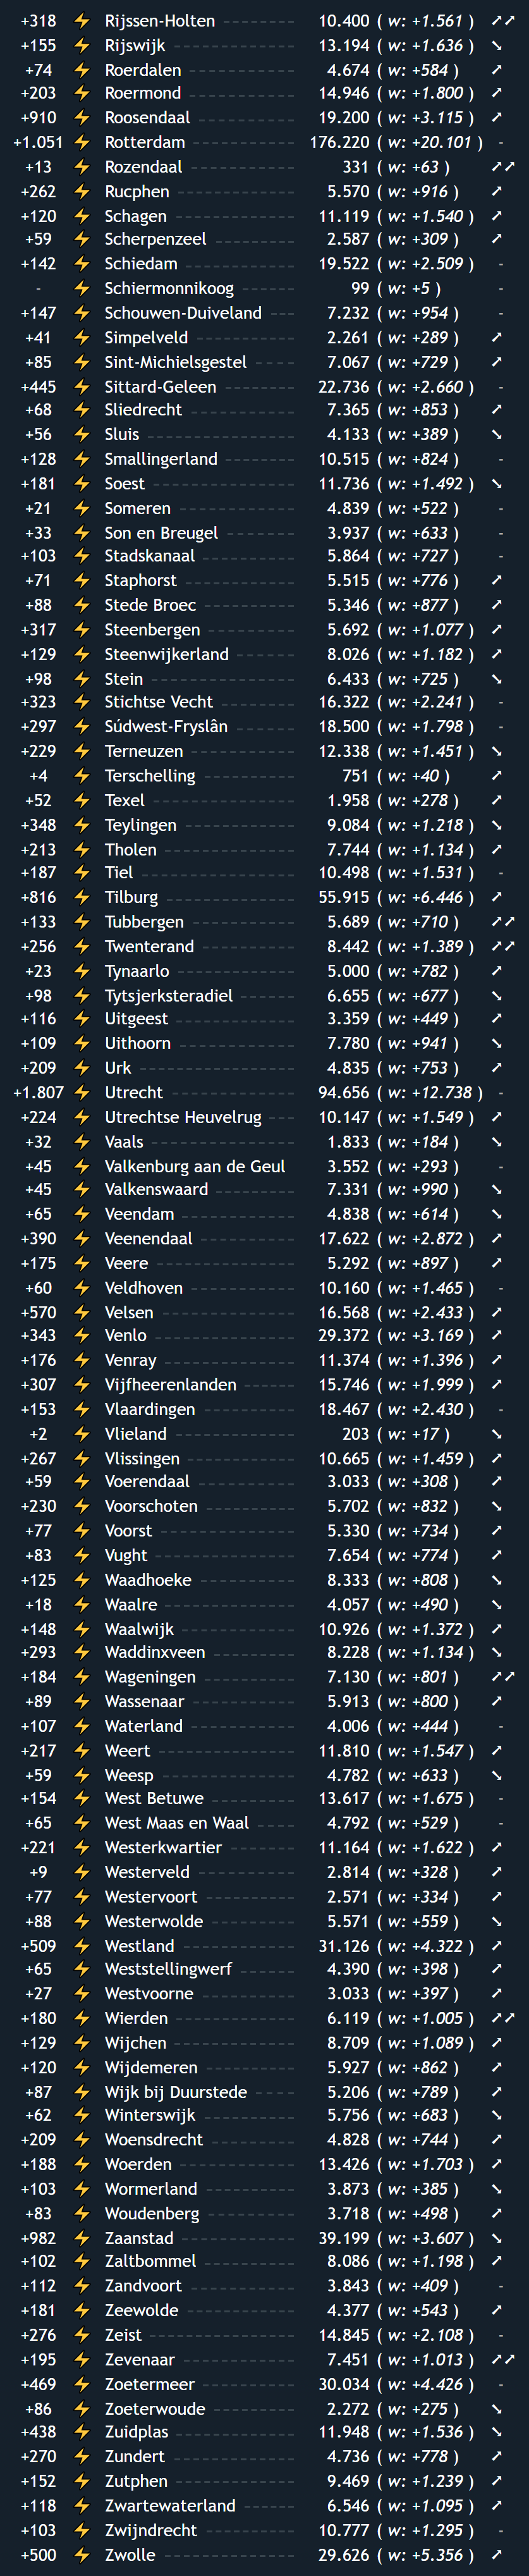 +318 ⚡ Rijssen-Holten 10.400 ( w: +1.561 ) ➚➚
+155 ⚡ Rijswijk 13.194 ( w: +1.636 ) ➘
+74 ⚡ Roerdalen 4.674 ( w: +584 ) ➚
+203 ⚡ Roermond 14.946 ( w: +1.800 ) ➚
+910 ⚡ Roosendaal 19.200 ( w: +3.115 ) ➚
+1.051 ⚡ Rotterdam 176.220 ( w: +20.101 ) -
+13 ⚡ Rozendaal 331 ( w: +63 ) ➚➚
+262 ⚡ Rucphen 5.570 ( w: +916 ) ➚
+120 ⚡ Schagen 11.119 ( w: +1.540 ) ➚
+59 ⚡ Scherpenzeel 2.587 ( w: +309 ) ➚
+142 ⚡ Schiedam 19.522 ( w: +2.509 ) -
- ⚡ Schiermonnikoog 99 ( w: +5 ) -
+147 ⚡ Schouwen-Duiveland 7.232 ( w: +954 ) -
+41 ⚡ Simpelveld 2.261 ( w: +289 ) ➚
+85 ⚡ Sint-Michielsgestel 7.067 ( w: +729 ) ➚
+445 ⚡ Sittard-Geleen 22.736 ( w: +2.660 ) -
+68 ⚡ Sliedrecht 7.365 ( w: +853 ) ➚
+56 ⚡ Sluis 4.133 ( w: +389 ) ➘
+128 ⚡ Smallingerland 10.515 ( w: +824 ) -
+181 ⚡ Soest 11.736 ( w: +1.492 ) ➘
+21 ⚡ Someren 4.839 ( w: +522 ) -
+33 ⚡ Son en Breugel 3.937 ( w: +633 ) -
+103 ⚡ Stadskanaal 5.864 ( w: +727 ) -
+71 ⚡ Staphorst 5.515 ( w: +776 ) ➚
+88 ⚡ Stede Broec 5.346 ( w: +877 ) ➚
+317 ⚡ Steenbergen 5.692 ( w: +1.077 ) ➚
+129 ⚡ Steenwijkerland 8.026 ( w: +1.182 ) ➚
+98 ⚡ Stein 6.433 ( w: +725 ) ➘
+323 ⚡ Stichtse Vecht 16.322 ( w: +2.241 ) -
+297 ⚡ Súdwest-Fryslân 18.500 ( w: +1.798 ) -
+229 ⚡ Terneuzen 12.338 ( w: +1.451 ) ➘
+4 ⚡ Terschelling 751 ( w: +40 ) ➚
+52 ⚡ Texel 1.958 ( w: +278 ) ➚
+348 ⚡ Teylingen 9.084 ( w: +1.218 ) ➘
+213 ⚡ Tholen 7.744 ( w: +1.134 ) ➚
+187 ⚡ Tiel 10.498 ( w: +1.531 ) -
+816 ⚡ Tilburg 55.915 ( w: +6.446 ) ➚
+133 ⚡ Tubbergen 5.689 ( w: +710 ) ➚➚
+256 ⚡ Twenterand 8.442 ( w: +1.389 ) ➚➚
+23 ⚡ Tynaarlo 5.000 ( w: +782 ) ➚
+98 ⚡ Tytsjerksteradiel 6.655 ( w: +677 ) ➘
+116 ⚡ Uitgeest 3.359 ( w: +449 ) ➚
+109 ⚡ Uithoorn 7.780 ( w: +941 ) ➘
+209 ⚡ Urk 4.835 ( w: +753 ) ➚
+1.807 ⚡ Utrecht 94.656 ( w: +12.738 ) -
+224 ⚡ Utrechtse Heuvelrug 10.147 ( w: +1.549 ) ➚
+32 ⚡ Vaals 1.833 ( w: +184 ) ➘
+45 ⚡ Valkenburg aan de Geul 3.552 ( w: +293 ) -
+45 ⚡ Valkenswaard 7.331 ( w: +990 ) ➘
+65 ⚡ Veendam 4.838 ( w: +614 ) ➘
+390 ⚡ Veenendaal 17.622 ( w: +2.872 ) ➚
+175 ⚡ Veere 5.292 ( w: +897 ) ➚
+60 ⚡ Veldhoven 10.160 ( w: +1.465 ) -
+570 ⚡ Velsen 16.568 ( w: +2.433 ) ➚
+343 ⚡ Venlo 29.372 ( w: +3.169 ) ➚
+176 ⚡ Venray 11.374 ( w: +1.396 ) ➚
+307 ⚡ Vijfheerenlanden 15.746 ( w: +1.999 ) ➚
+153 ⚡ Vlaardingen 18.467 ( w: +2.430 ) -
+2 ⚡ Vlieland 203 ( w: +17 ) ➘
+267 ⚡ Vlissingen 10.665 ( w: +1.459 ) ➚
+59 ⚡ Voerendaal 3.033 ( w: +308 ) ➚
+230 ⚡ Voorschoten 5.702 ( w: +832 ) ➘
+77 ⚡ Voorst 5.330 ( w: +734 ) ➚
+83 ⚡ Vught 7.654 ( w: +774 ) ➚
+125 ⚡ Waadhoeke 8.333 ( w: +808 ) ➘
+18 ⚡ Waalre 4.057 ( w: +490 ) ➘
+148 ⚡ Waalwijk 10.926 ( w: +1.372 ) ➚
+293 ⚡ Waddinxveen 8.228 ( w: +1.134 ) ➘
+184 ⚡ Wageningen 7.130 ( w: +801 ) ➚➚
+89 ⚡ Wassenaar 5.913 ( w: +800 ) ➚
+107 ⚡ Waterland 4.006 ( w: +444 ) -
+217 ⚡ Weert 11.810 ( w: +1.547 ) ➚
+59 ⚡ Weesp 4.782 ( w: +633 ) ➘
+154 ⚡ West Betuwe 13.617 ( w: +1.675 ) -
+65 ⚡ West Maas en Waal 4.792 ( w: +529 ) -
+221 ⚡ Westerkwartier 11.164 ( w: +1.622 ) ➚
+9 ⚡ Westerveld 2.814 ( w: +328 ) ➚
+77 ⚡ Westervoort 2.571 ( w: +334 ) ➚
+88 ⚡ Westerwolde 5.571 ( w: +559 ) ➘
+509 ⚡ Westland 31.126 ( w: +4.322 ) ➚
+65 ⚡ Weststellingwerf 4.390 ( w: +398 ) ➚
+27 ⚡ Westvoorne 3.033 ( w: +397 ) ➚
+180 ⚡ Wierden 6.119 ( w: +1.005 ) ➚➚
+129 ⚡ Wijchen 8.709 ( w: +1.089 ) ➚
+120 ⚡ Wijdemeren 5.927 ( w: +862 ) ➚
+87 ⚡ Wijk bij Duurstede 5.206 ( w: +789 ) ➚
+62 ⚡ Winterswijk 5.756 ( w: +683 ) ➘
+209 ⚡ Woensdrecht 4.828 ( w: +744 ) ➚
+188 ⚡ Woerden 13.426 ( w: +1.703 ) ➚
+103 ⚡ Wormerland 3.873 ( w: +385 ) ➘
+83 ⚡ Woudenberg 3.718 ( w: +498 ) ➚
+982 ⚡ Zaanstad 39.199 ( w: +3.607 ) ➘
+102 ⚡ Zaltbommel 8.086 ( w: +1.198 ) ➚
+112 ⚡ Zandvoort 3.843 ( w: +409 ) -
+181 ⚡ Zeewolde 4.377 ( w: +543 ) ➚
+276 ⚡ Zeist 14.845 ( w: +2.108 ) -
+195 ⚡ Zevenaar 7.451 ( w: +1.013 ) ➚➚
+469 ⚡ Zoetermeer 30.034 ( w: +4.426 ) -
+86 ⚡ Zoeterwoude 2.272 ( w: +275 ) ➘
+438 ⚡ Zuidplas 11.948 ( w: +1.536 ) ➘
+270 ⚡ Zundert 4.736 ( w: +778 ) ➚
+152 ⚡ Zutphen 9.469 ( w: +1.239 ) ➚
+118 ⚡ Zwartewaterland 6.546 ( w: +1.095 ) ➚
+103 ⚡ Zwijndrecht 10.777 ( w: +1.295 ) -
+500 ⚡ Zwolle 29.626 ( w: +5.356 ) ➚